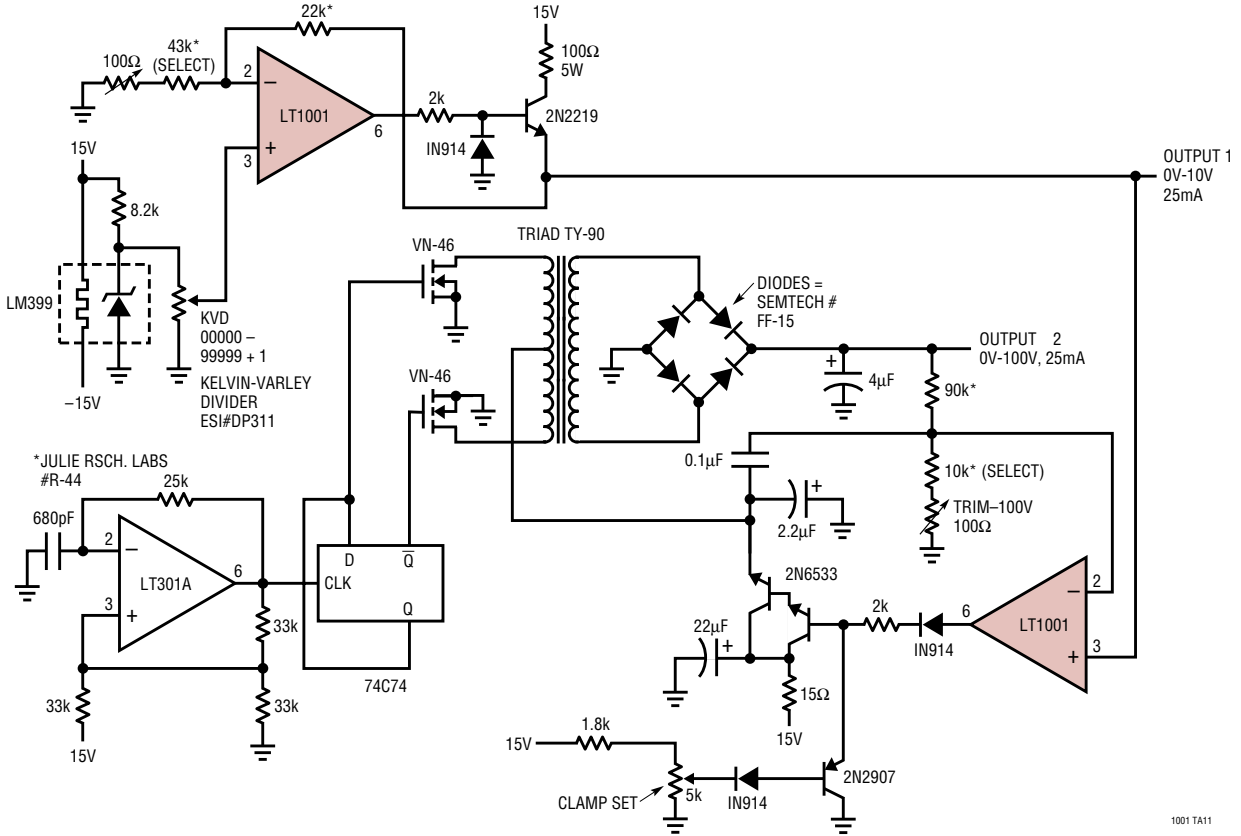 22k*
15V
100Ω
5W
43k*
(SELECT)
100Ω
2
–
LT1001
6
+
3
2k
2N2219
IN914
OUTPUT 1
0V-10V
25mA
15V
8.2k
LM399
–15V
KVD
00000 –
99999 + 1
KELVIN-VARLEY
DIVIDER
ESI#DP311
VN-46
VN-46
TRIAD TY-90
DIODES =
SEMTECH #
FF-15
OUTPUT 2
0V-100V, 25mA
+
4µF
90k*
0.1µF
10k* (SELECT)
TRIM–100V
100Ω
+
2.2µF
*JULIE RSCH. LABS
#R-44
25k
680pF
2
–
LT301A
6
3
+
33k
33k
33k
15V
D
Q
CLK
Q
74C74
2N6533
22µF
+
15Ω
15V
2k
IN914
6
–
2
LT1001
+
3
1.8k
15V
5k
CLAMP SET
IN914
2N2907
1001 TA11